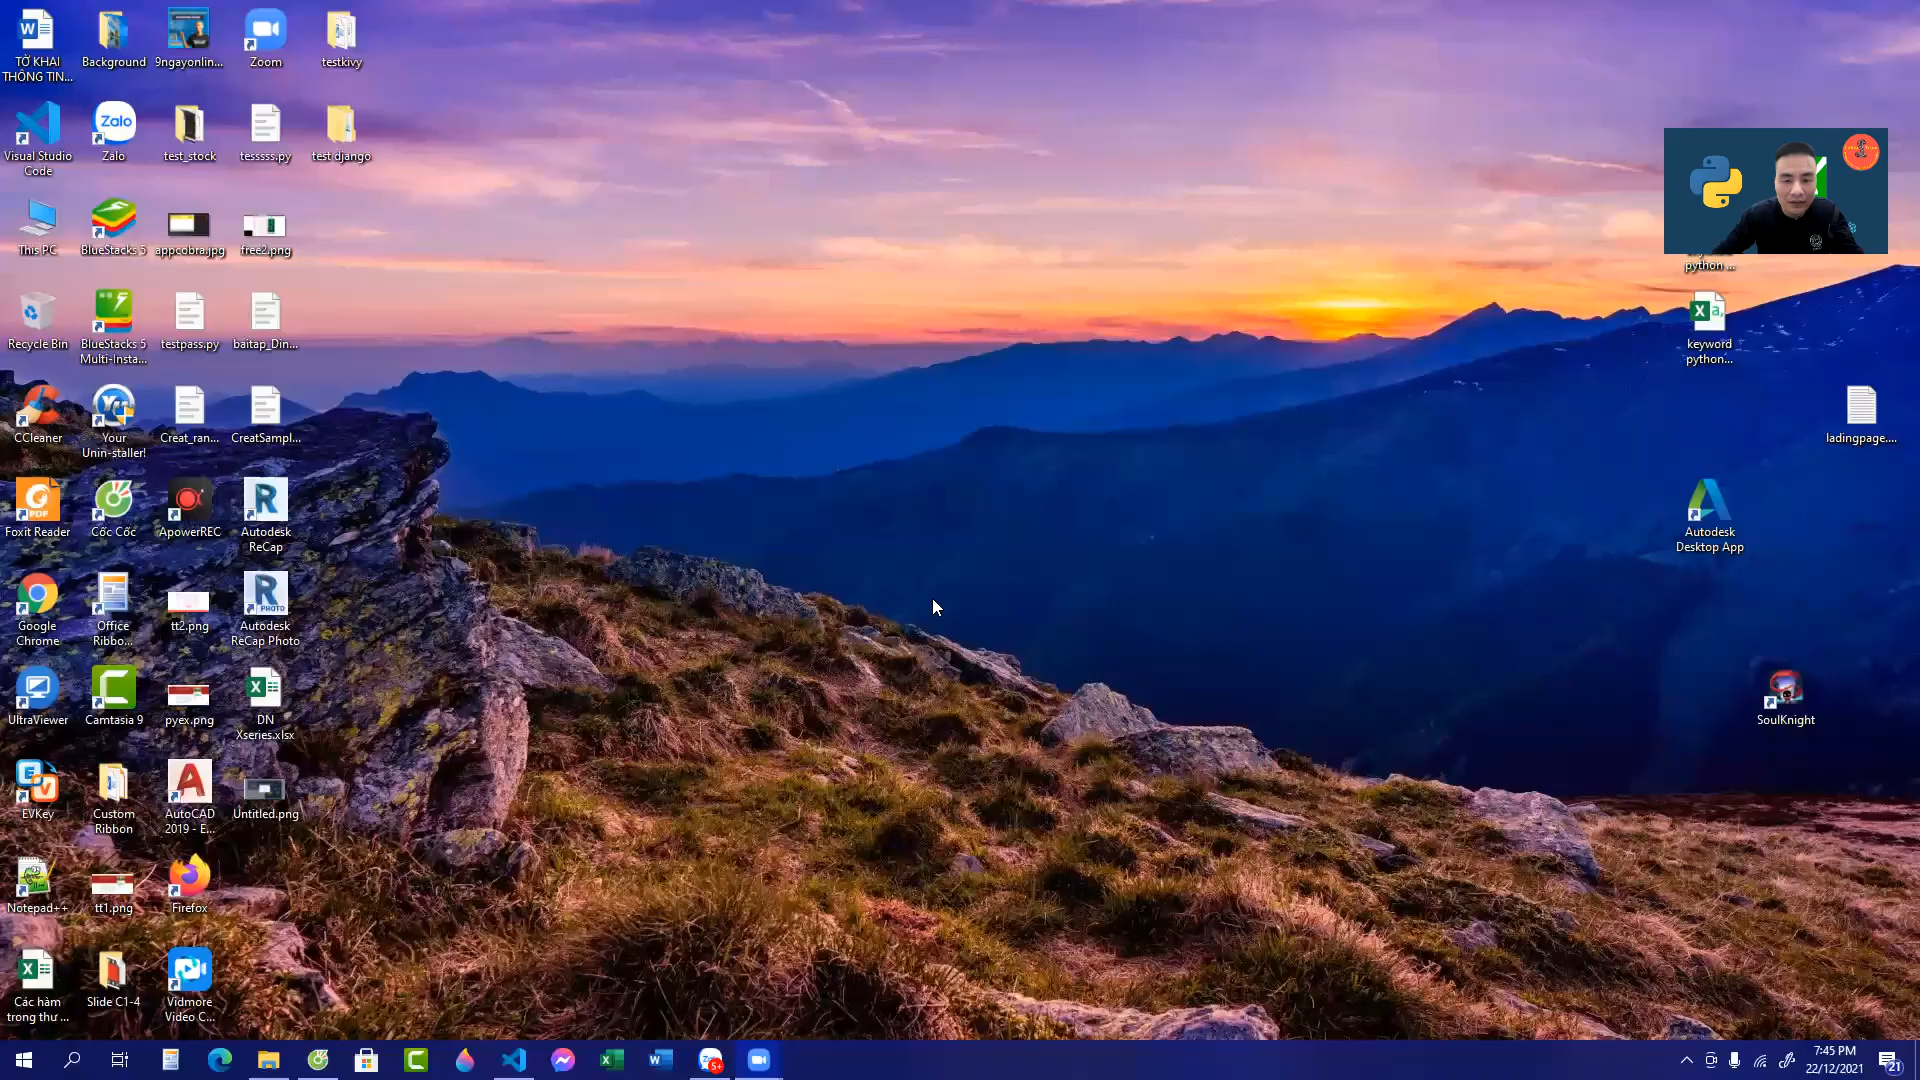 TỜ KHAI
THÔNG TIN...
Background
9ngayonlin...
Zoom
testkivy
Visual Studio
Code
Zalo
Zalo
test_stock
tesssss.py
test django
This PC
BlueStacks 5
appcobra.jpg
free2.png
python ...
Recycle Bin
BlueStacks 5
Multi-Insta...
testpass.py
baitap_Din...
keyword
python...
CCleaner
Your
Unin-staller!
Creat_ran...
CreatSampl...
ladingpage....
PDF
Foxit Reader
Cốc Cốc
ApowerREC
Autodesk
ReCap
Autodesk
Desktop App
Google
Chrome
Office
Ribbo...
tt2.png
PHOTO
Autodesk
ReCap Photo
UltraViewer
Camtasia 9
pyex.png
DN
Xseries.xlsx
SoulKnight
EVKey
Custom
Ribbon
AutoCAD
2019 - E...
Untitled.png
Notepad++
tt1.png
Firefox
Các hàm
trong thư ...
Slide C1-4
Vidmore
Video C...
5+
7:45 PM
22/12/2021
21